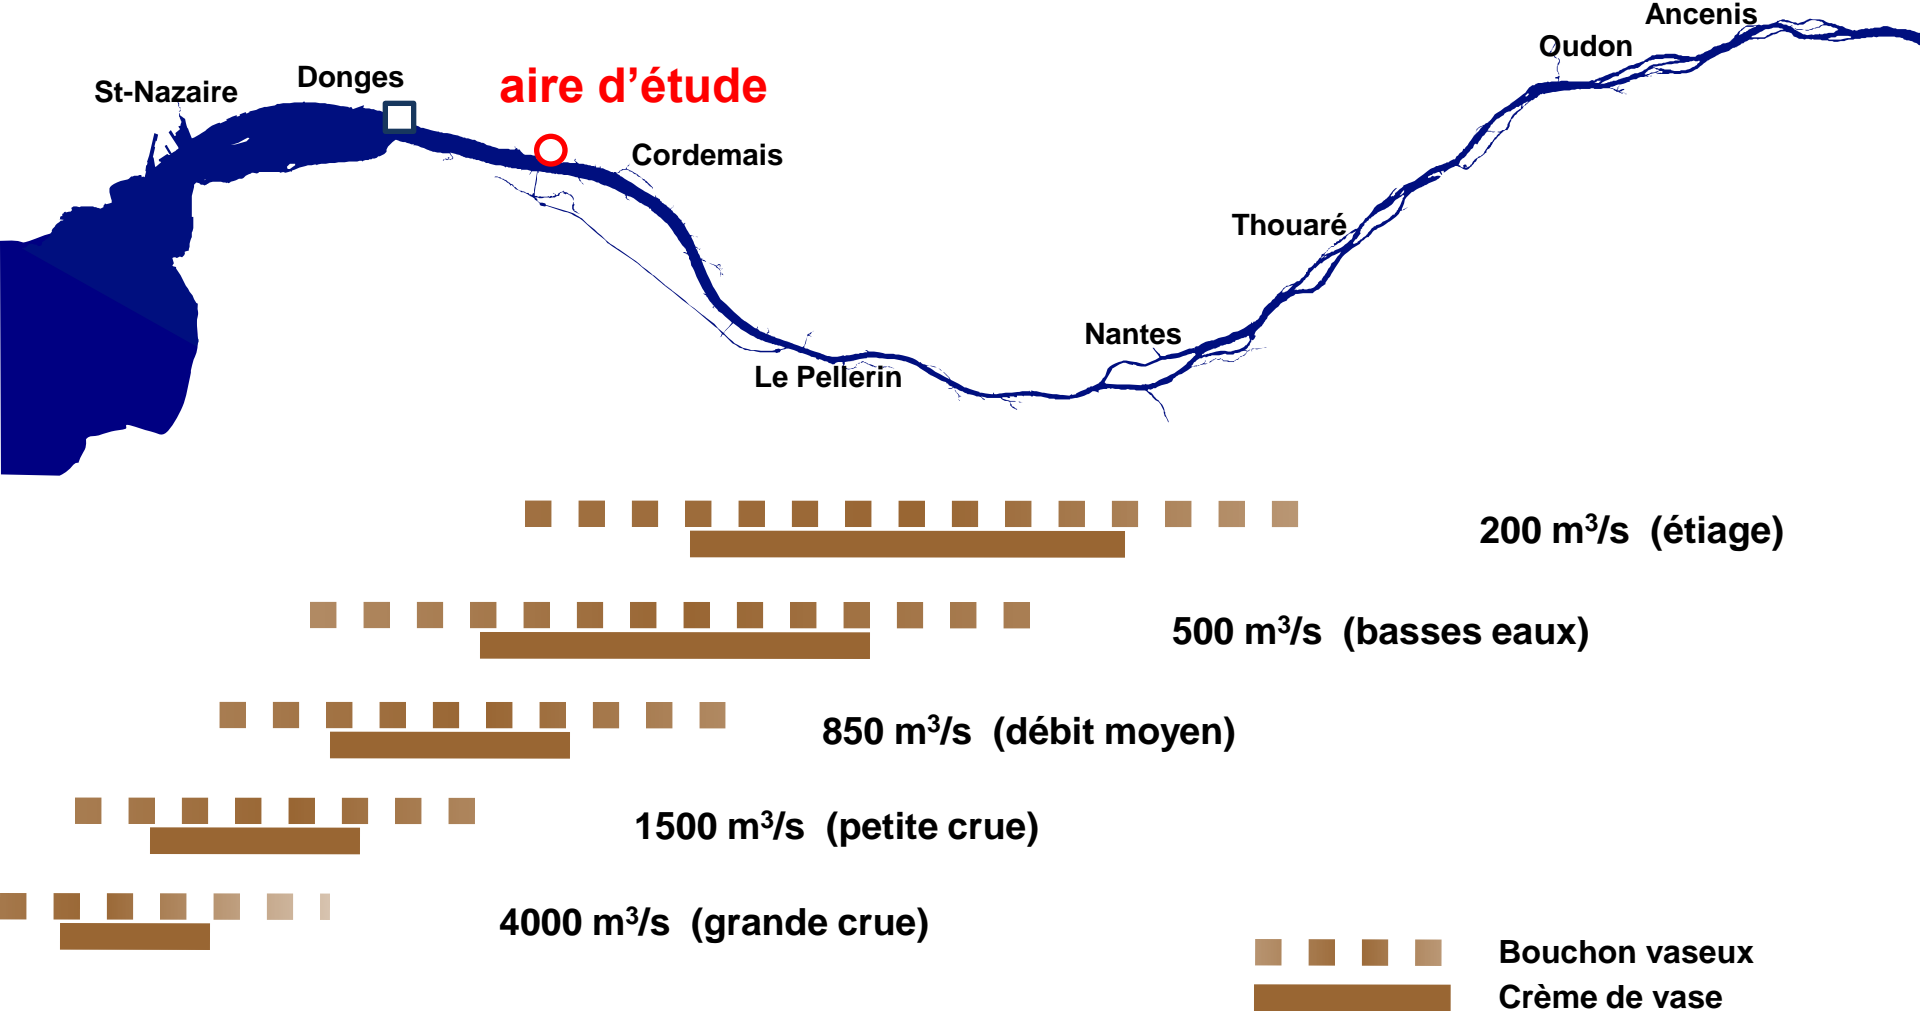 Ancenis
Oudon
Donges
aire d’étude
St-Nazaire
Cordemais
Thouaré
Nantes
Le Pellerin
200 m³/s (étiage)
500 m³/s (basses eaux)
850 m³/s (débit moyen)
1500 m³/s (petite crue)
4000 m³/s (grande crue)
Bouchon vaseux
Crème de vase